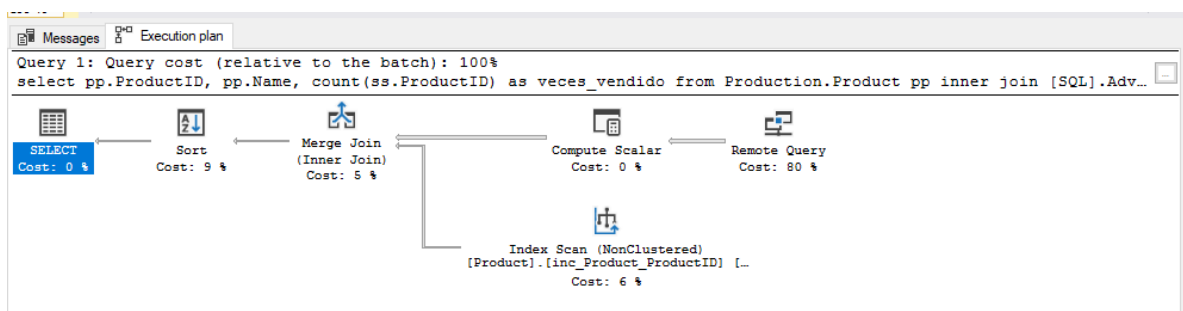 Messages
Execution plan
Query 1: Query cost (relative to the batch): 100%
select pp.ProductID, pp.Name, count(ss.ProductID) as veces_vendido from Production.Product pp inner join [SQL].Adv…
...
SELECT
Cost: 0 %
Sort
Cost: 9 %
Merge Join
(Inner Join)
Cost: 5 %
Compute Scalar
Cost: 0 %
Remote Query
Cost: 80 %
Index Scan (NonClustered)
[Product].[inc_Product_ProductID] […
Cost: 6 %